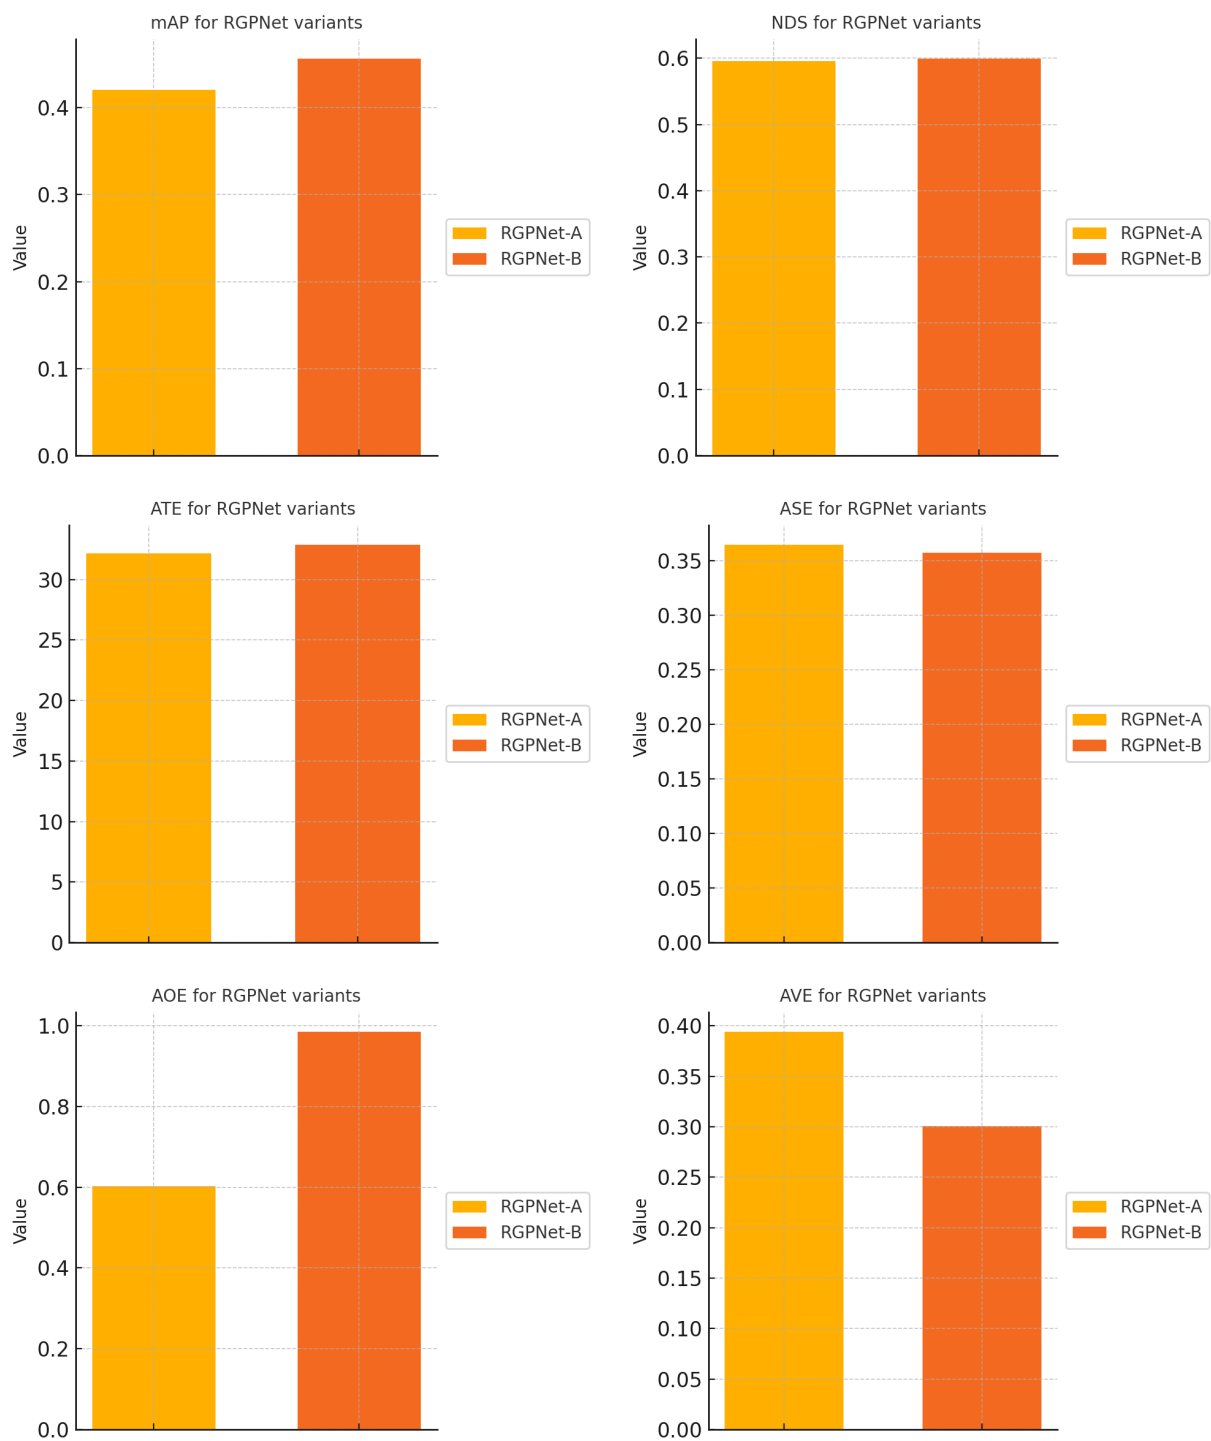 mAP for RGPNet variants
Value
0.4
0.3
0.2
0.1
0.0
RGPNet-A
RGPNet-B
NDS for RGPNet variants
Value
0.6
0.5
0.4
0.3
0.2
0.1
0.0
RGPNet-A
RGPNet-B
ATE for RGPNet variants
Value
30
25
20
15
10
5
0
RGPNet-A
RGPNet-B
ASE for RGPNet variants
Value
0.35
0.30
0.25
0.20
0.15
0.10
0.05
0.00
RGPNet-A
RGPNet-B
AOE for RGPNet variants
Value
1.0
0.8
0.6
0.4
0.2
0.0
RGPNet-A
RGPNet-B
AVE for RGPNet variants
Value
0.40
0.35
0.30
0.25
0.20
0.15
0.10
0.05
0.00
RGPNet-A
RGPNet-B